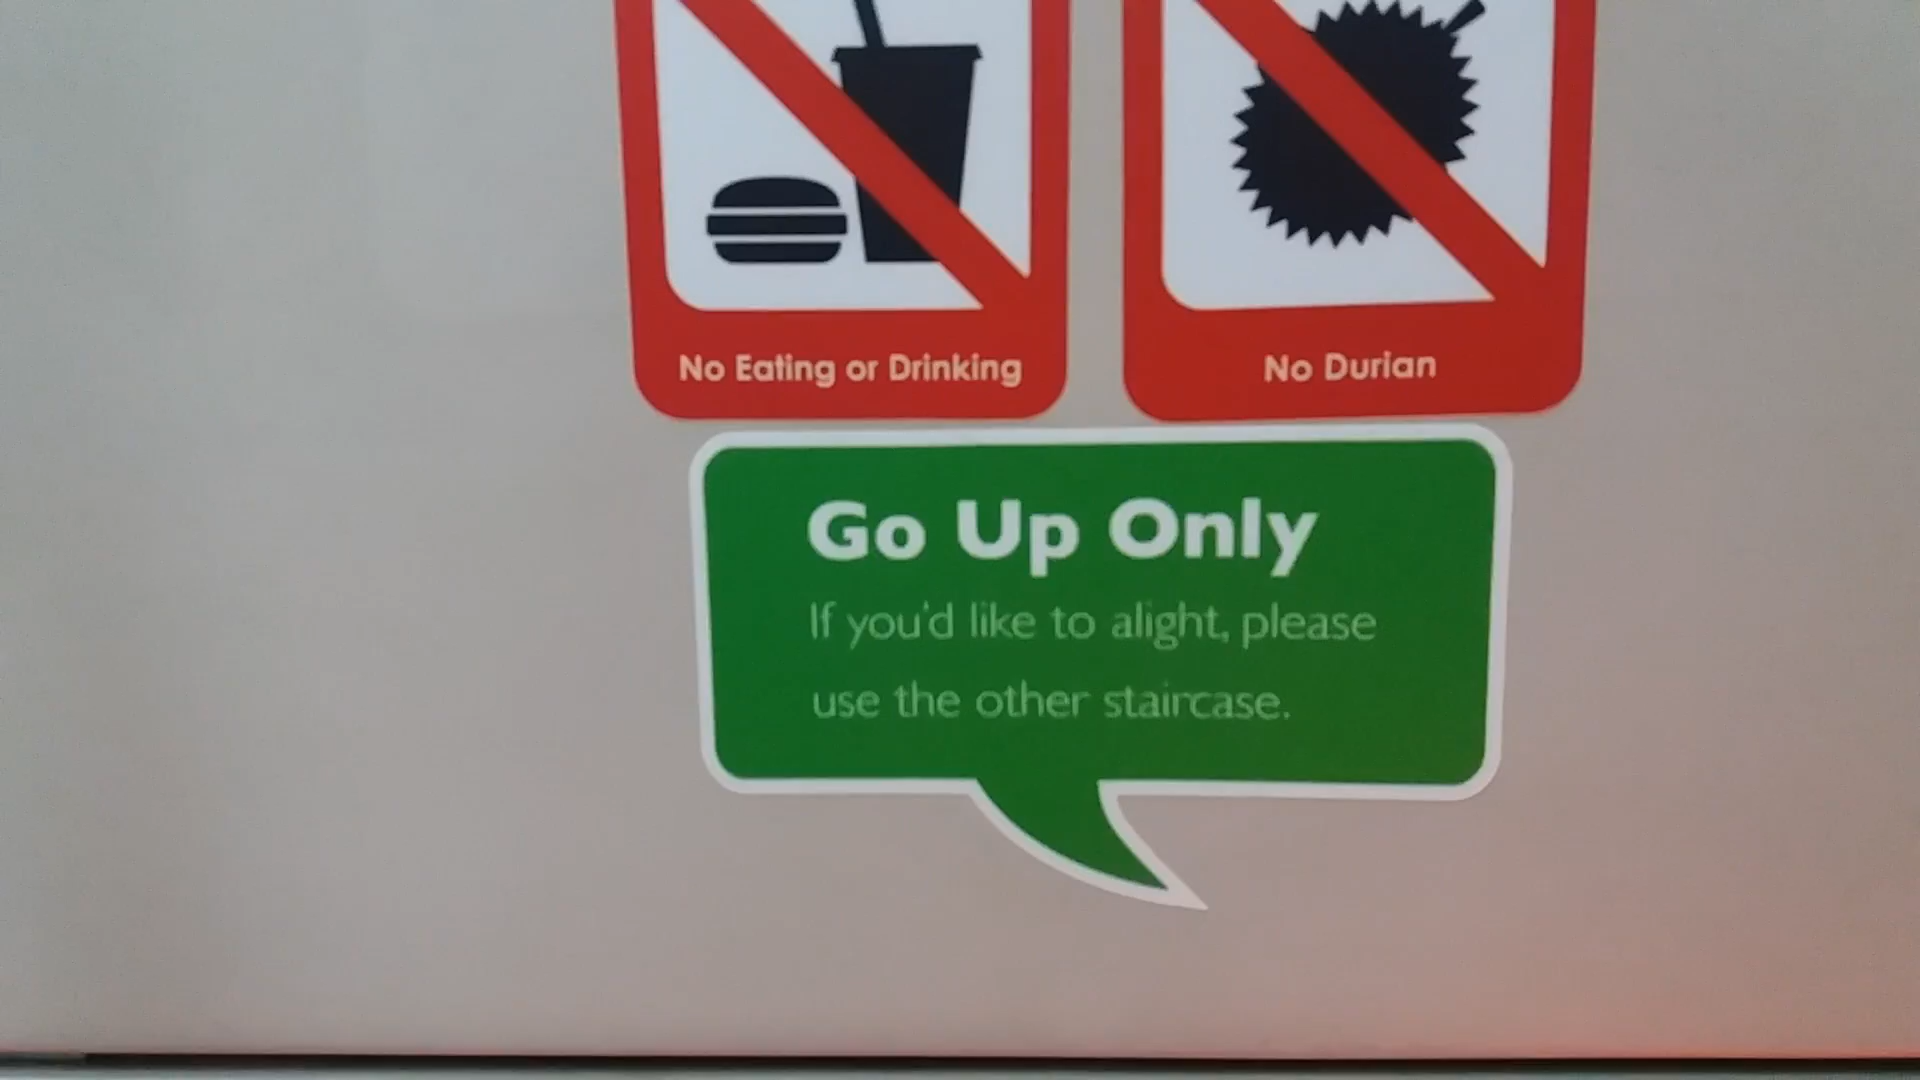 No Eating or Drinking
No Durian
Go Up Only
If you'd like to alight, please
use the other staircase.